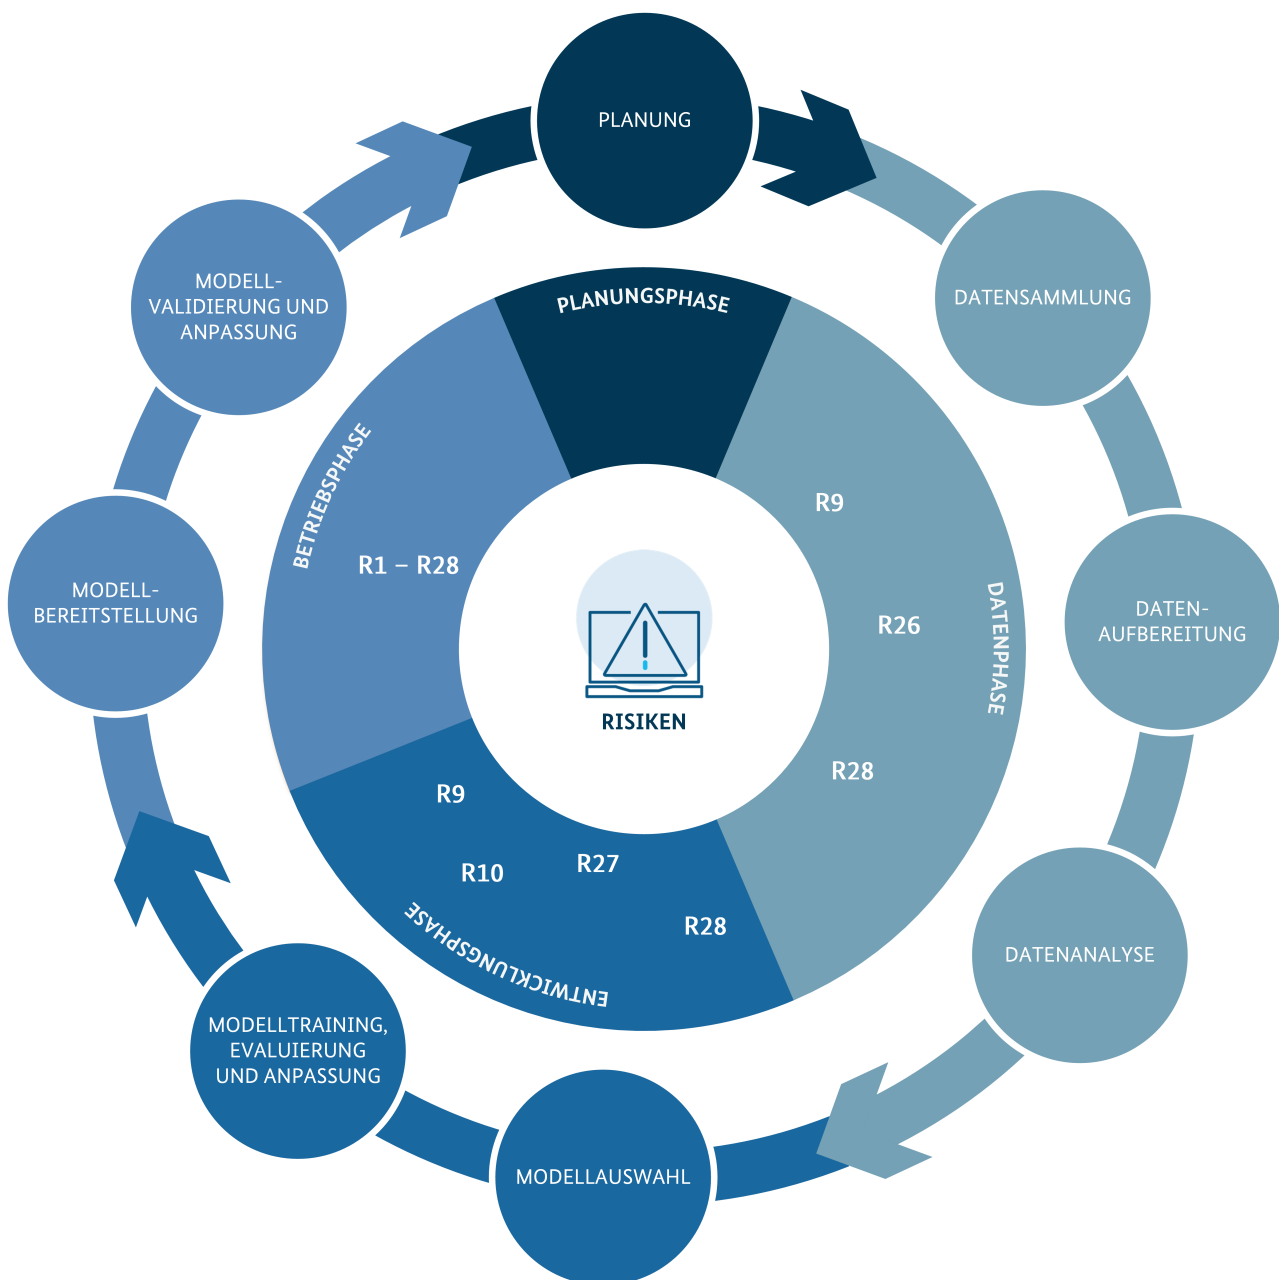 PLANUNG
DATENSAMMLUNG
DATEN-
AUFBEREITUNG
DATENANALYSE
MODELLAUSWAHL
MODELLTRAINING,
EVALUIERUNG
UND ANPASSUNG
MODELL-
BEREITSTELLUNG
MODELL-
VALIDIERUNG UND
ANPASSUNG
PLANUNGSPHASE
DATENPHASE
R9
R26
R28
ENTWICKLUNGSPHASE
R9
R10
R27
R28
BETRIEBSPHASE
R1 – R28
RISIKEN